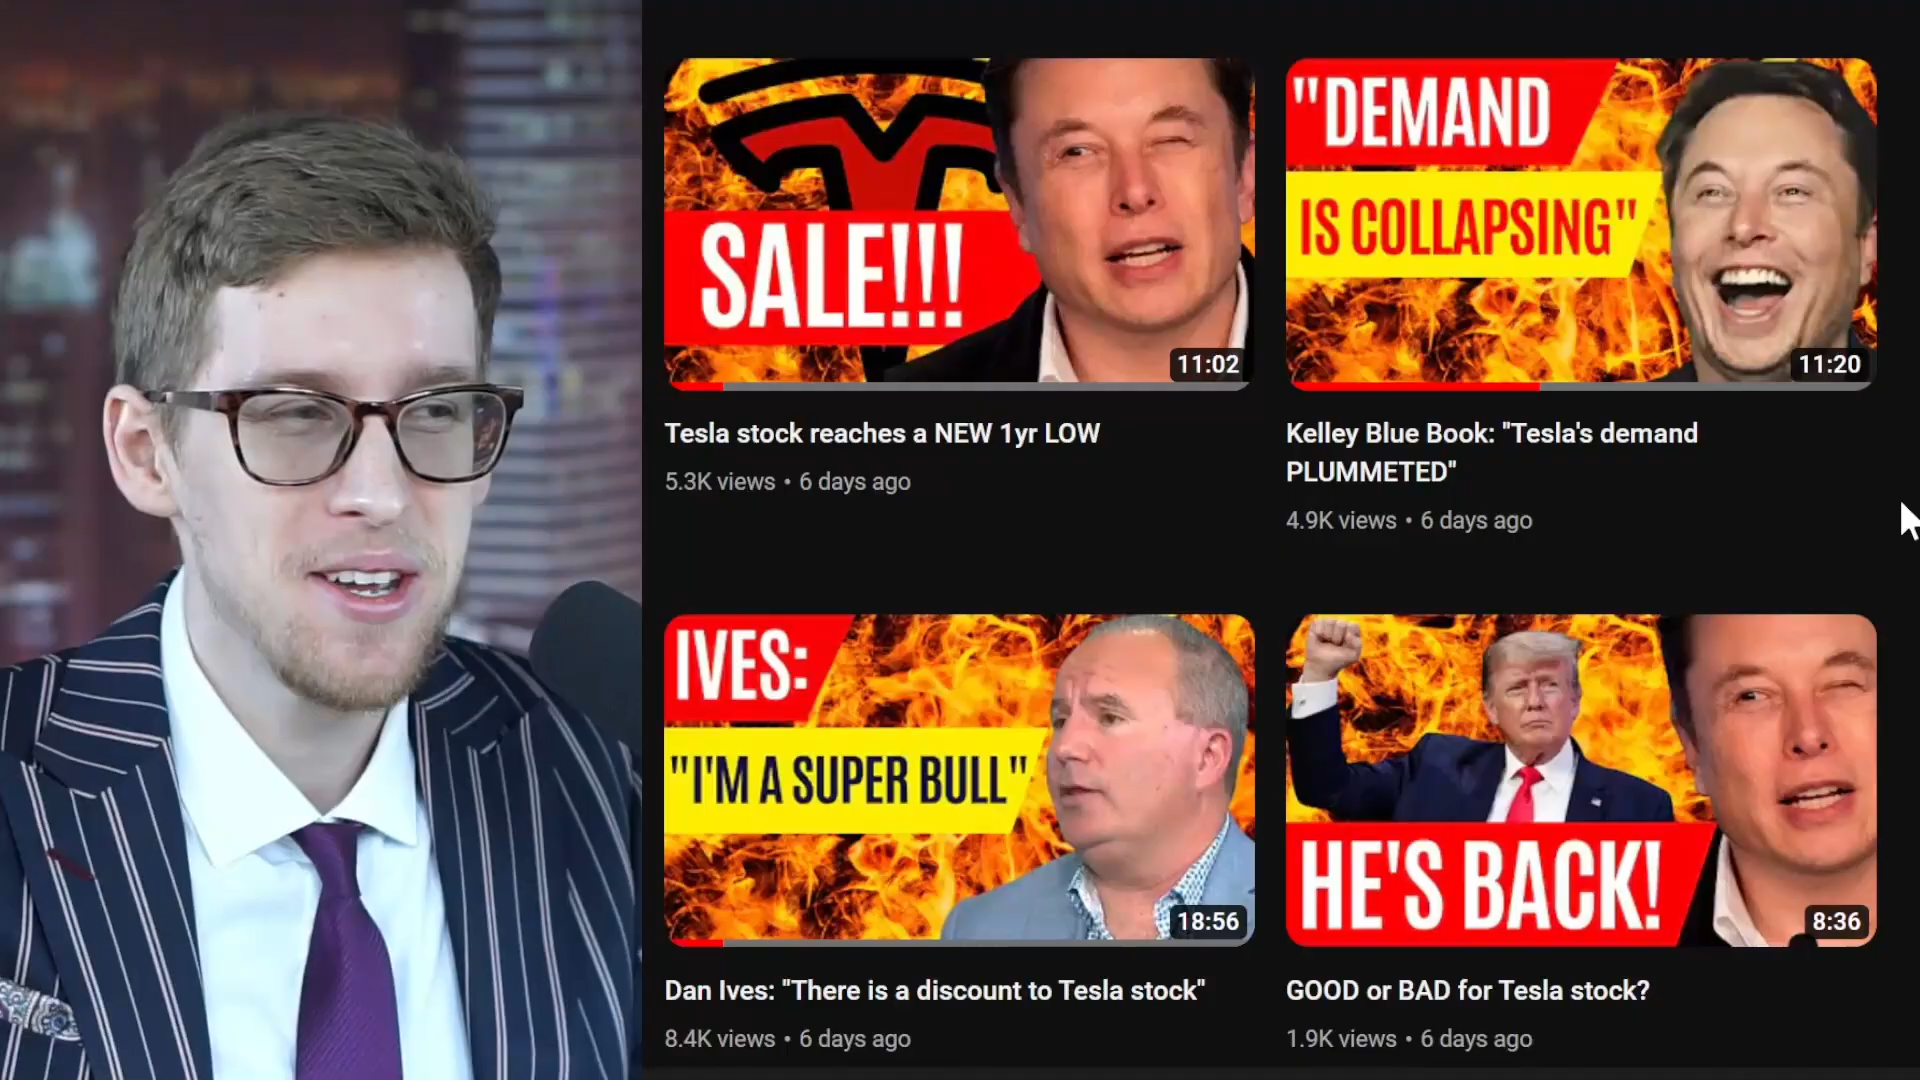 SALE!!!
11:02
Tesla stock reaches a NEW 1yr LOW
5.3K views • 6 days ago
"DEMAND
IS COLLAPSING"
11:20
Kelley Blue Book: "Tesla's demand
PLUMMETED"
4.9K views • 6 days ago
IVES:
"I'M A SUPER BULL"
18:56
Dan Ives: "There is a discount to Tesla stock"
8.4K views • 6 days ago
HE'S BACK!
8:36
GOOD or BAD for Tesla stock?
1.9K views • 6 days ago